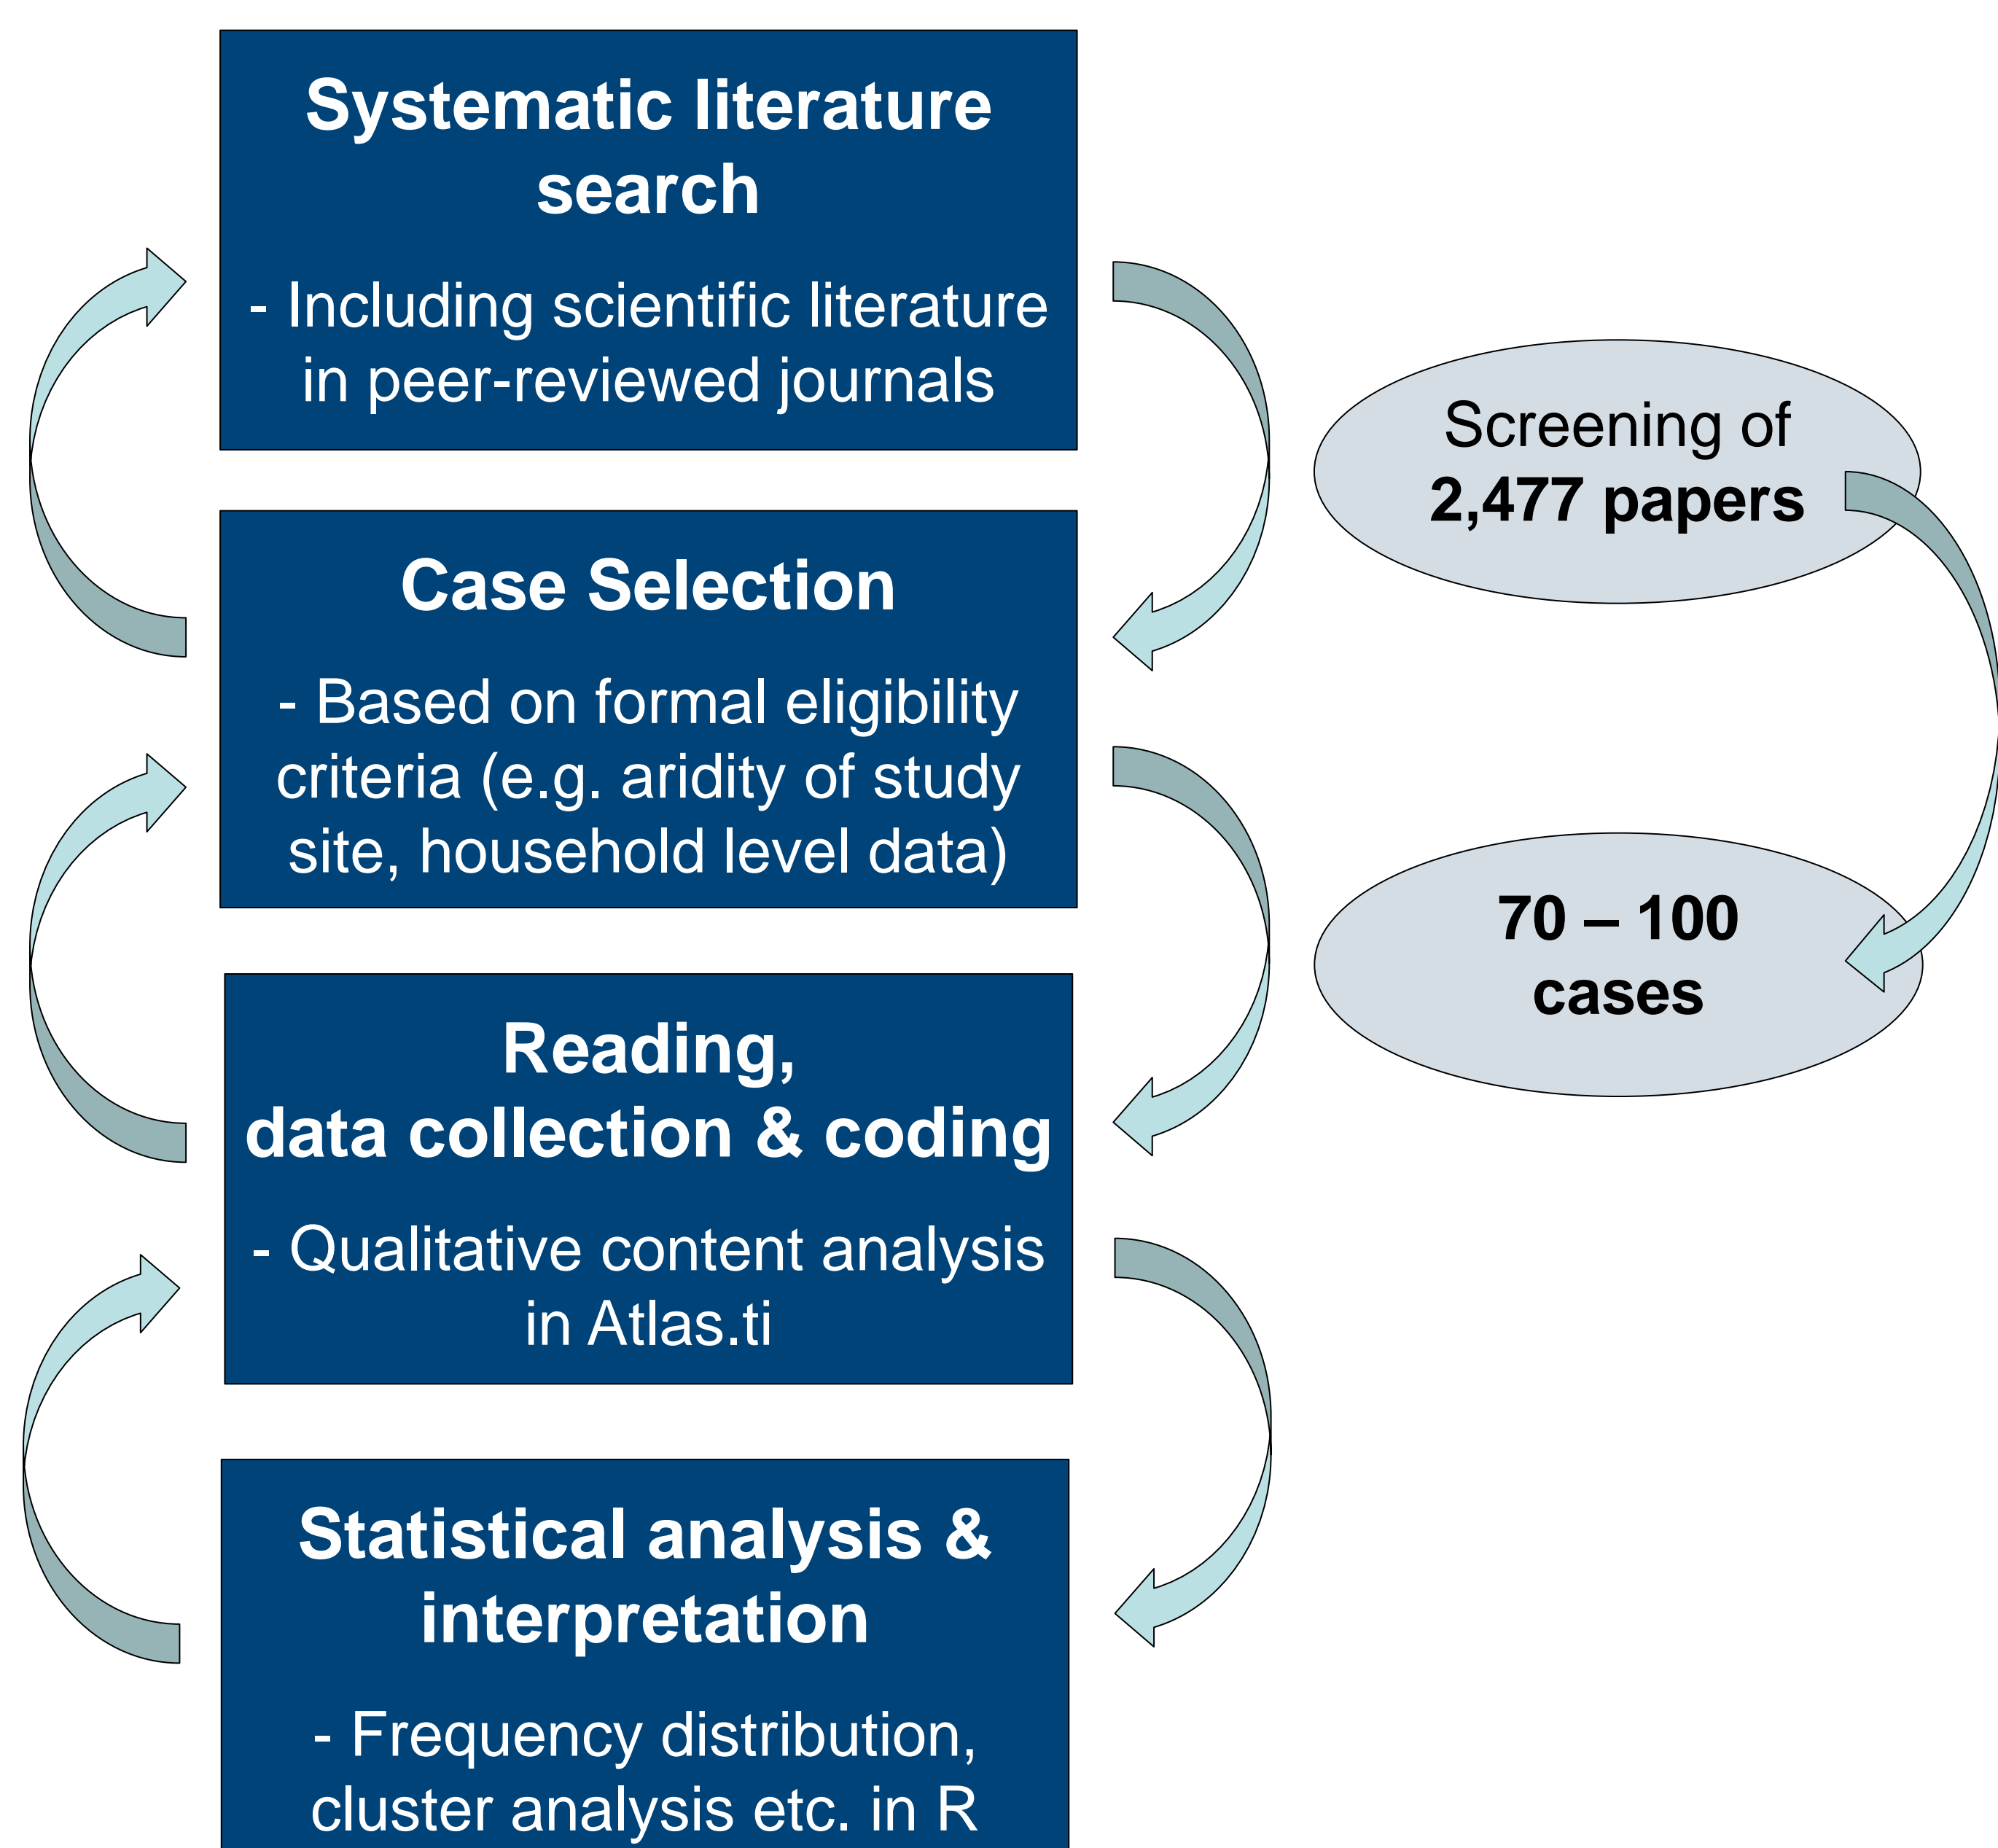 Systematic literature
search
- Including scientific literature
in peer-reviewed journals
Screening of
2,477 papers
Case Selection
- Based on formal eligibility
criteria (e.g. aridity of study
site, household level data)
70 – 100
cases
Reading,
data collection & coding
- Qualitative content analysis
in Atlas.ti
Statistical analysis &
interpretation
- Frequency distribution,
cluster analysis etc. in R